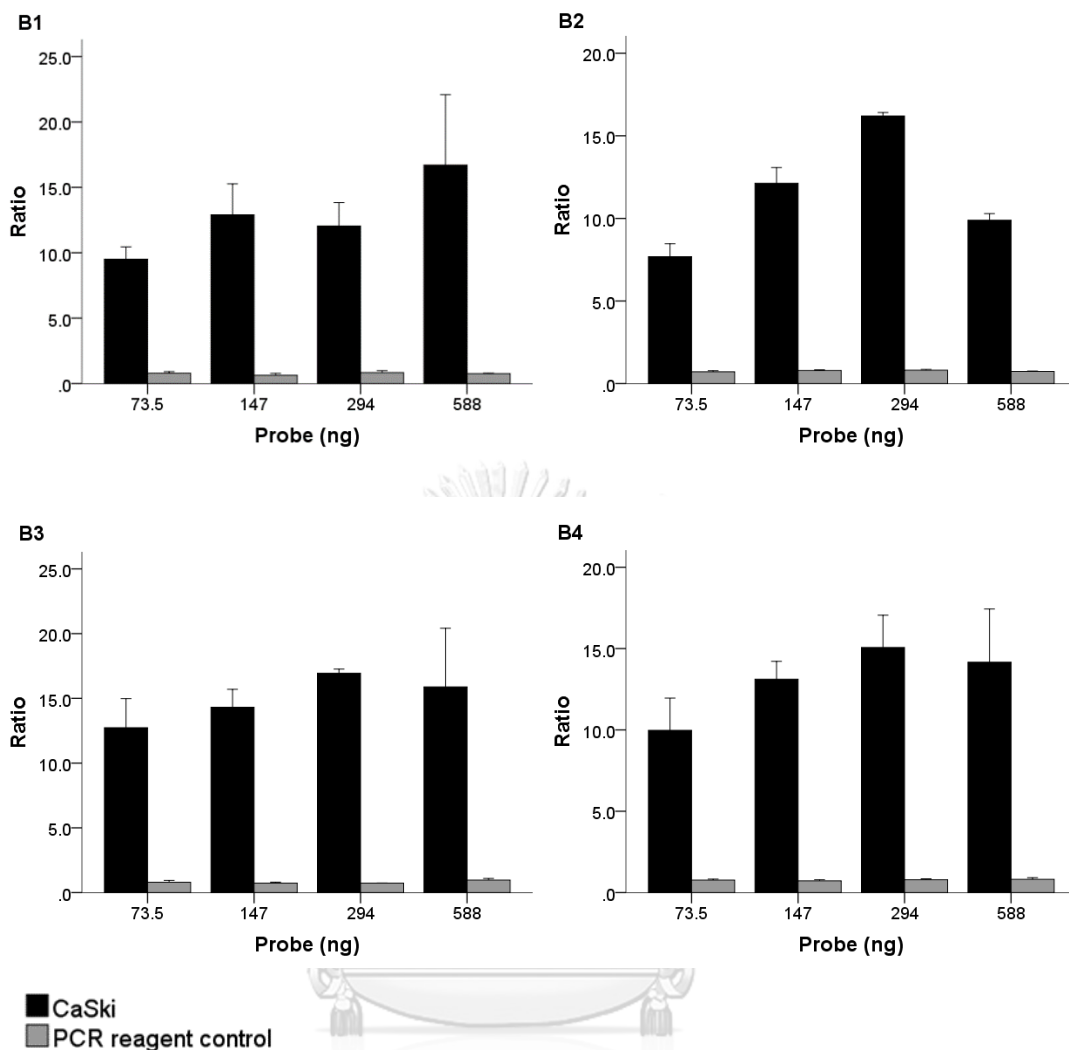 B1
25.0
20.0
15.0
10.0
5.0
.0
Ratio
73.5 147 294 588
Probe (ng)
B2
20.0
15.0
10.0
5.0
.0
Ratio
73.5 147 294 588
Probe (ng)
B3
25.0
20.0
15.0
10.0
5.0
.0
Ratio
73.5 147 294 588
Probe (ng)
B4
20.0
15.0
10.0
5.0
.0
Ratio
73.5 147 294 588
Probe (ng)
CaSki
PCR reagent control